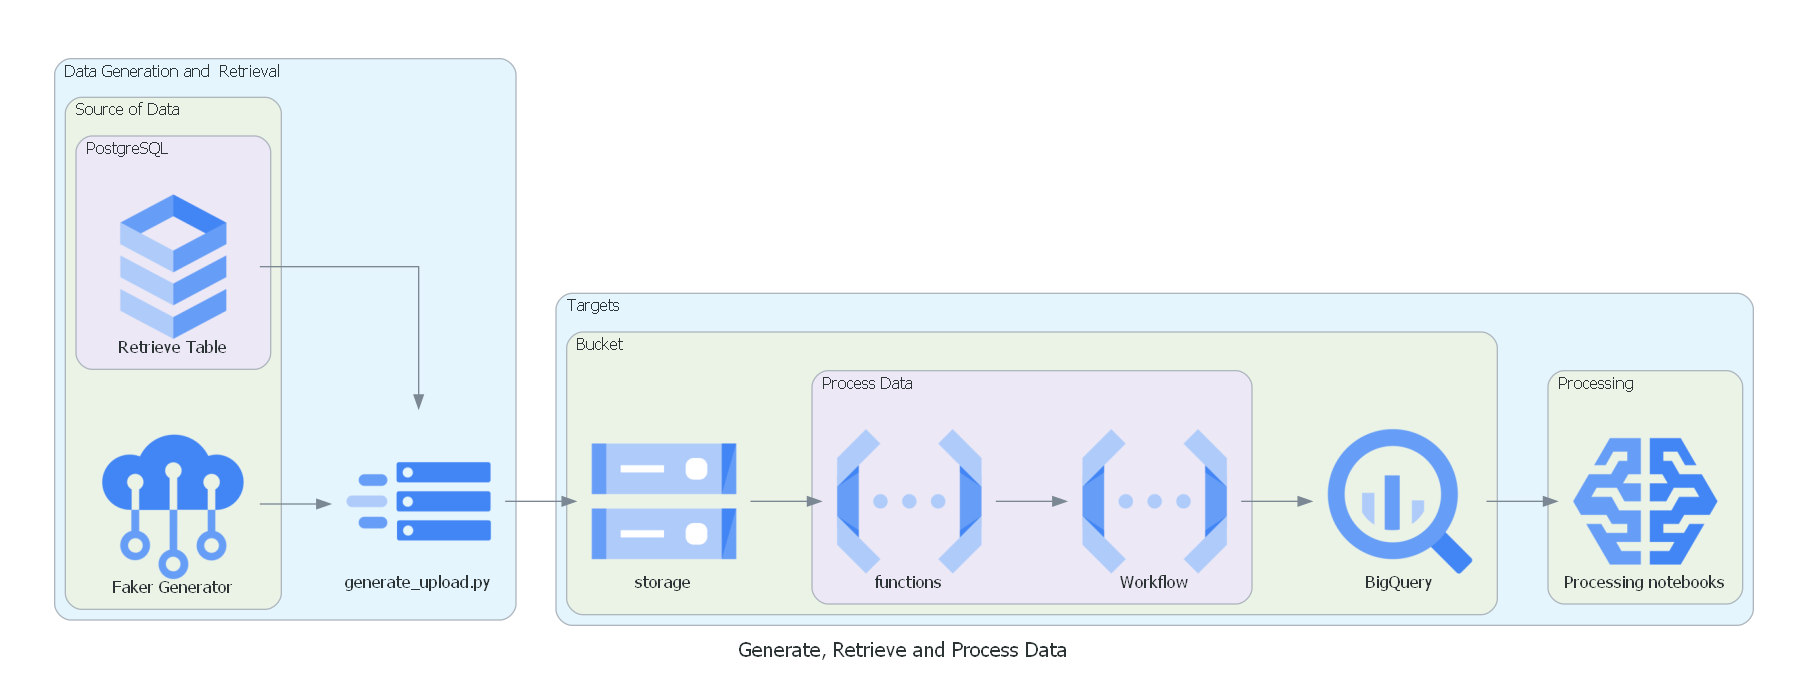 Data Generation and  Retrieval
Source of Data
PostgreSQL
Retrieve Table
Faker Generator
generate_upload.py
Targets
Bucket
storage
Process Data
functions
Workflow
BigQuery
Processing
Processing notebooks
Generate, Retrieve and Process Data